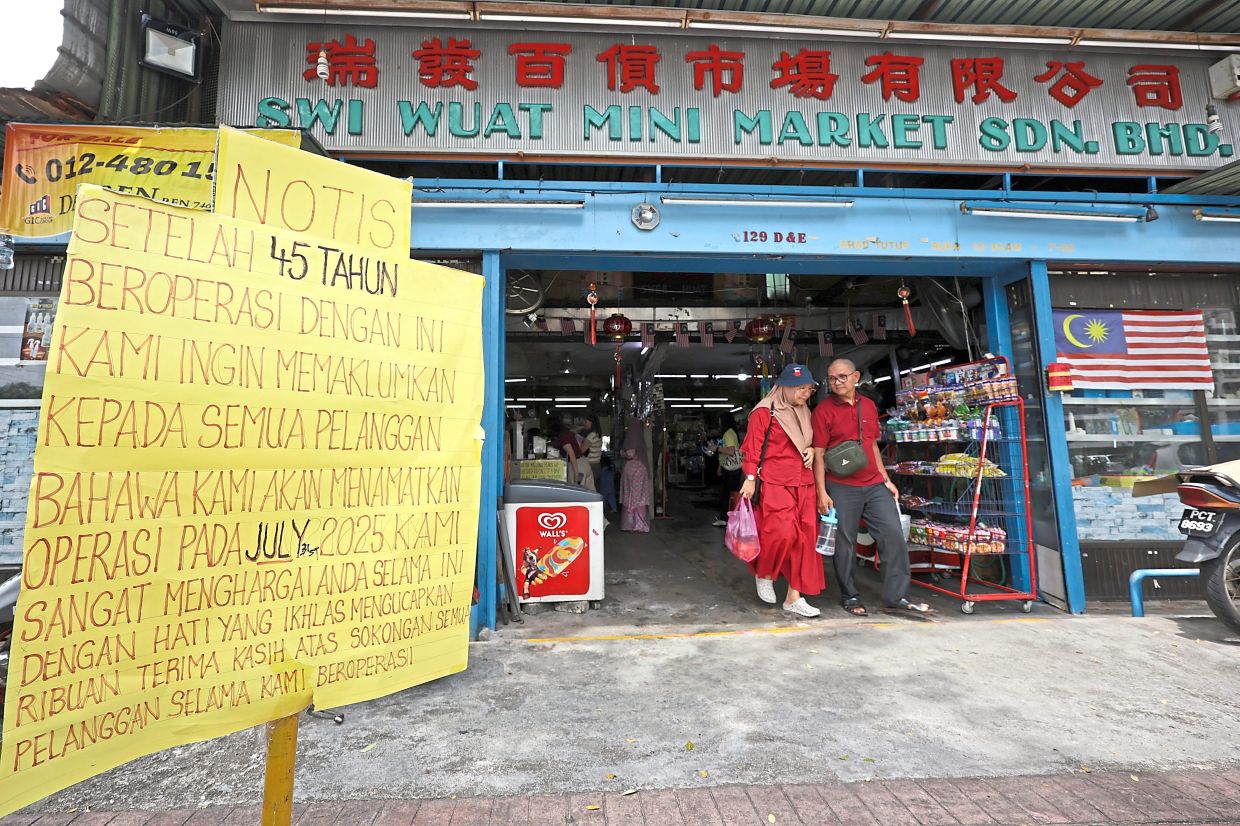 瑞發百貨市場有限公司
SWI WUAT MINI MARKET SDN. BHD.
012-480 15
129 D&E
NOTIS
SETELAH 45 TAHUN
BEROPERASI DENGAN INI
KAMI INGIN MEMAKLUMKAN
KEPADA SEMUA PELANGGAN
BAHAWA KAMI AKAN MENAMATKAN
OPERASI PADA JULY 31ST 2025. KAMI
SANGAT MENGHARGAI ANDA SELAMA INI
DENGAN HATI YANG IKHLAS MENGUCAPKAN
RIBUAN TERIMA KASIH ATAS SOKONGAN SEMUA
PELANGGAN SELAMA KAMI BEROPERASI
WALL'S
PCT
8693